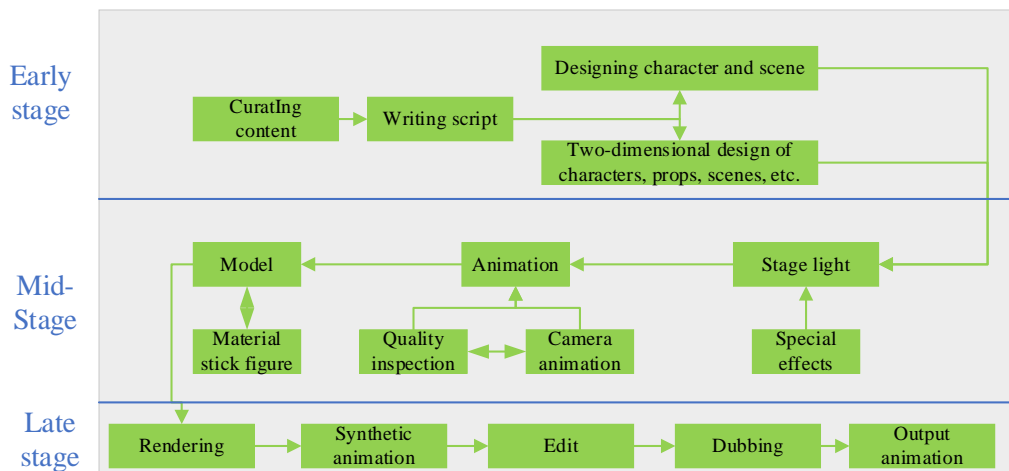 Early
stage
Designing character and scene
CuratIng
content
Writing script
Two-dimensional design of
characters, props, scenes, etc.
Mid-
Stage
Model
Animation
Stage light
Material
stick figure
Quality
inspection
Camera
animation
Special
effects
Late
stage
Rendering
Synthetic
animation
Edit
Dubbing
Output
animation